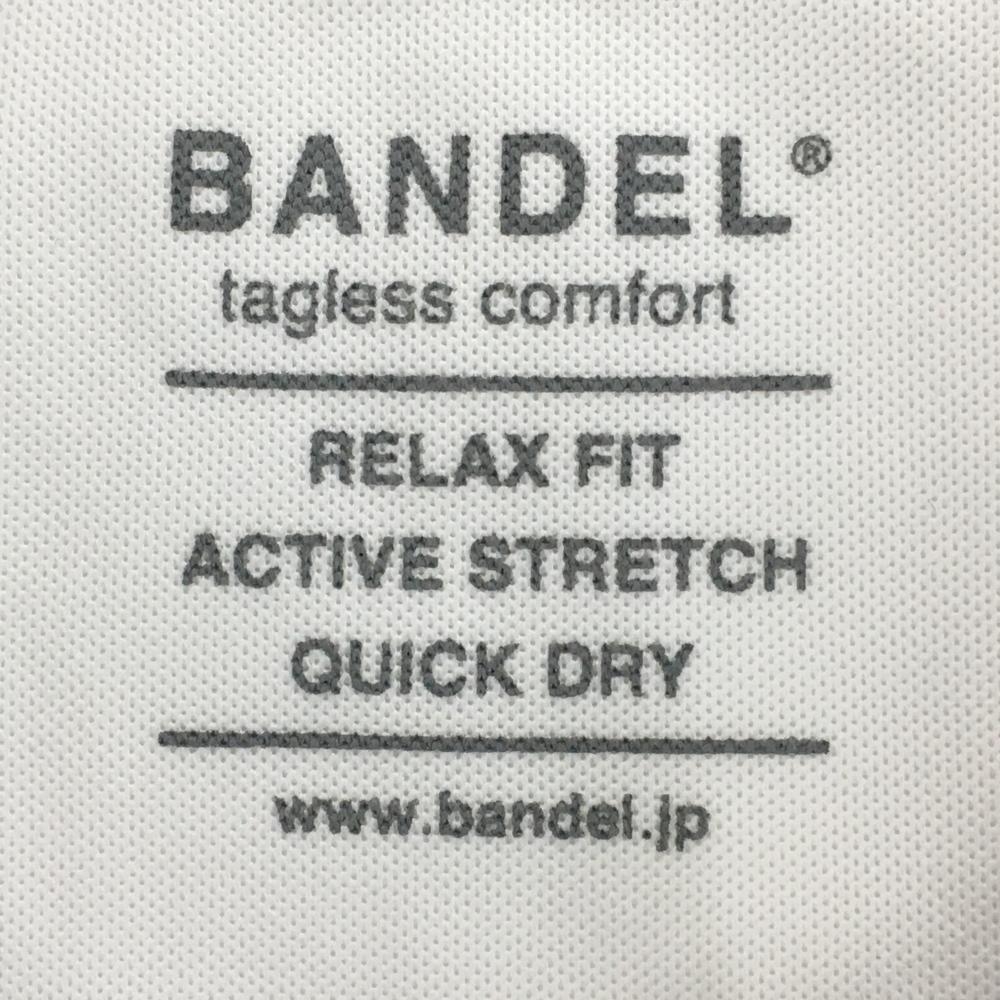 BANDEL®
tagless comfort
RELAX FIT
ACTIVE STRETCH
QUICK DRY
www.bandel.jp